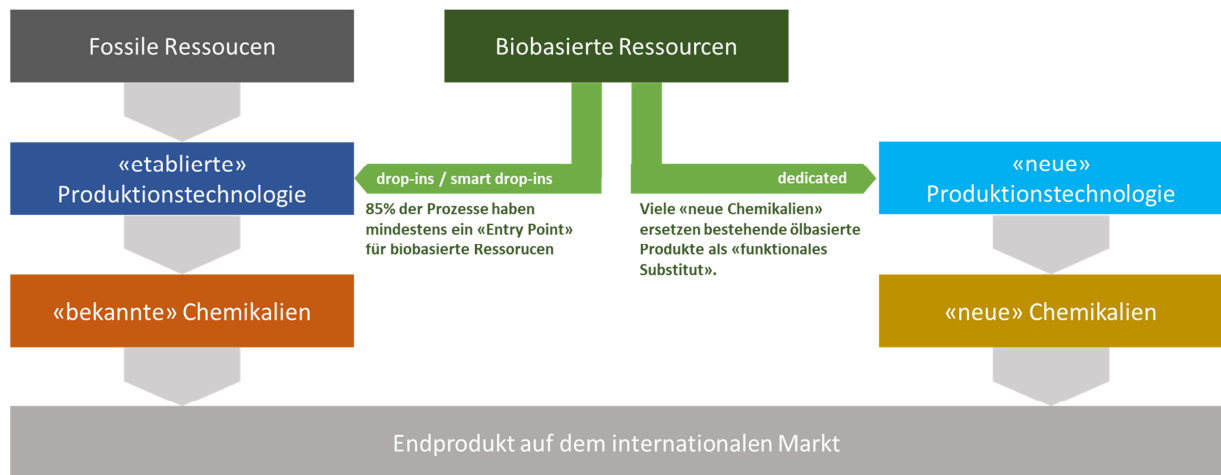 Fossile Ressoucen
Biobasierte Ressourcen
«etablierte»
Produktionstechnologie
drop-ins / smart drop-ins
dedicated
«neue»
Produktionstechnologie
85% der Prozesse haben
mindestens ein «Entry Point»
für biobasierte Ressorucen
Viele «neue Chemikalien»
ersetzen bestehende ölbasierte
Produkte als «funktionales
Substitut».
«bekannte» Chemikalien
«neue» Chemikalien
Endprodukt auf dem internationalen Markt